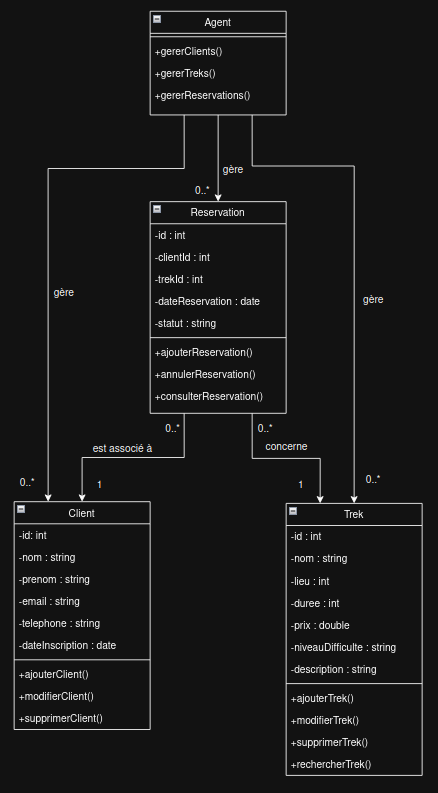 Agent
+gererClients()
+gererTreks()
+gererReservations()
gère
0..*
Reservation
-id : int
-clientId : int
-trekId : int
-dateReservation : date
-statut : string
+ajouterReservation()
+annulerReservation()
+consulterReservation()
gère
gère
0..*
0..*
est associé à
concerne
0..*
1
1
0..*
Client
-id: int
-nom : string
-prenom : string
-email : string
-telephone : string
-dateInscription : date
+ajouterClient()
+modifierClient()
+supprimerClient()
Trek
-id : int
-nom : string
-lieu : int
-duree : int
-prix : double
-niveauDifficulte : string
-description : string
+ajouterTrek()
+modifierTrek()
+supprimerTrek()
+rechercherTrek()